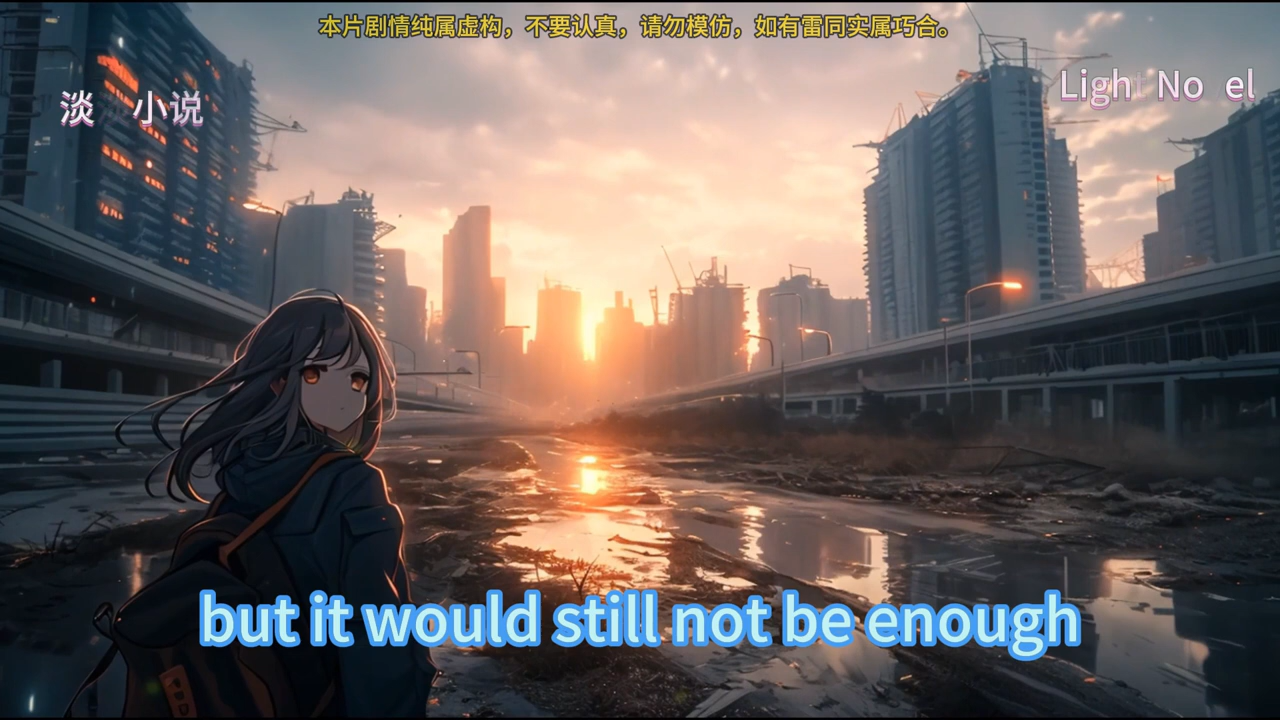 本片剧情纯属虚构，不要认真，请勿模仿，如有雷同实属巧合。
淡 小说
Light No el
but it would still not be enough